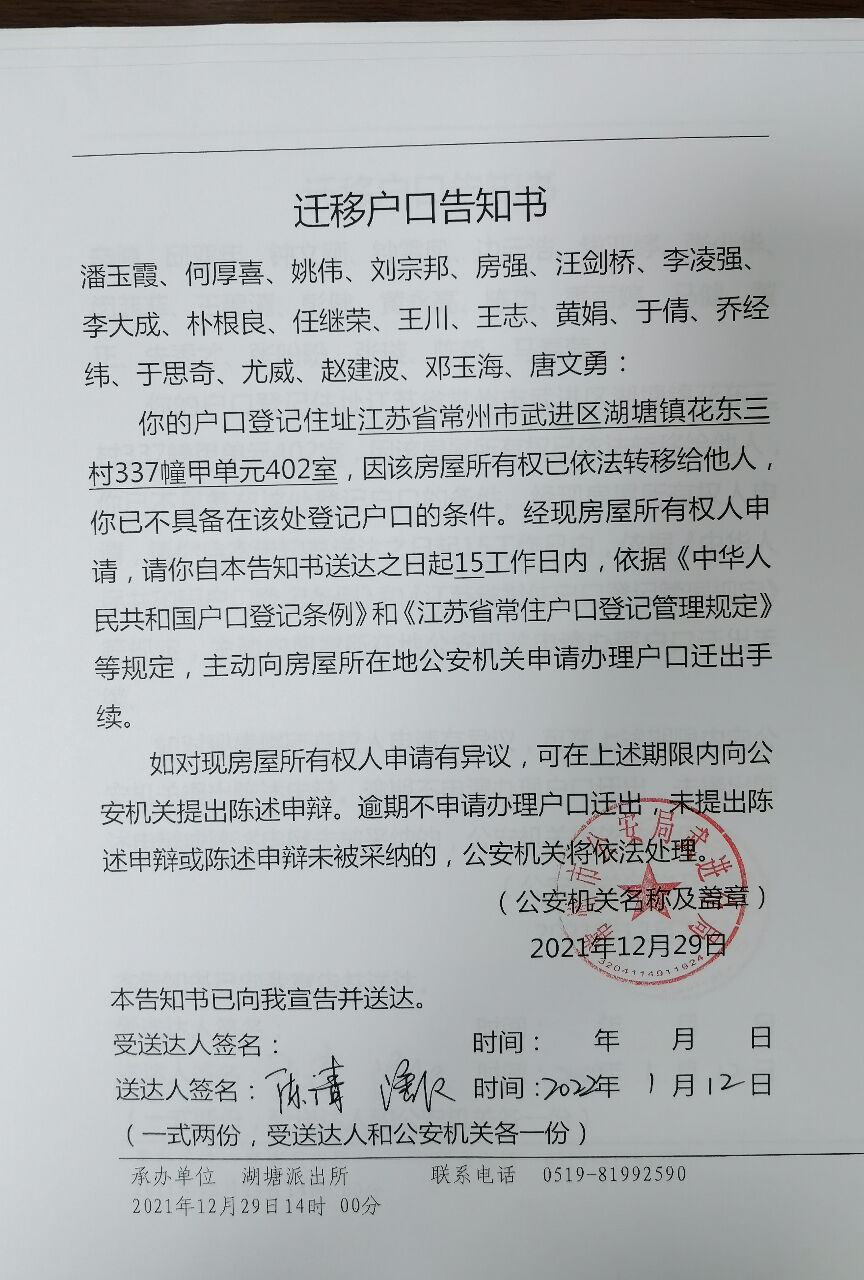 迁移户口告知书
潘玉霞、何厚喜、姚伟、刘宗邦、房强、汪剑桥、李凌强、
李大成、朴根良、任继荣、王川、王志、黄娟、于倩、乔经
纬、于思奇、尤威、赵建波、邓玉海、唐文勇：
你的户口登记住址江苏省常州市武进区湖塘镇花东三
村337幢甲单元402室，因该房屋所有权已依法转移给他人，
你已不具备在该处登记户口的条件。经现房屋所有权人申
请，请你自本告知书送达之日起15工作日内，依据《中华人
民共和国户口登记条例》和《江苏省常住户口登记管理规定》
等规定，主动向房屋所在地公安机关申请办理户口迁出手
续。
如对现房屋所有权人申请有异议，可在上述期限内向公
安机关提出陈述申辩。逾期不申请办理户口迁出，未提出陈
述申辩或陈述申辩未被采纳的，公安机关将依法处理。
（公安机关名称及盖章）
2021年12月29日
常州市公安局武进分局
3204114911624
本告知书已向我宣告并送达。
受送达人签名： 时间： 年 月 日
送达人签名：陈清 时间：2022年1月12日
（一式两份，受送达人和公安机关各一份）
承办单位 湖塘派出所 联系电话 0519-81992590
2021年12月29日14时 00分